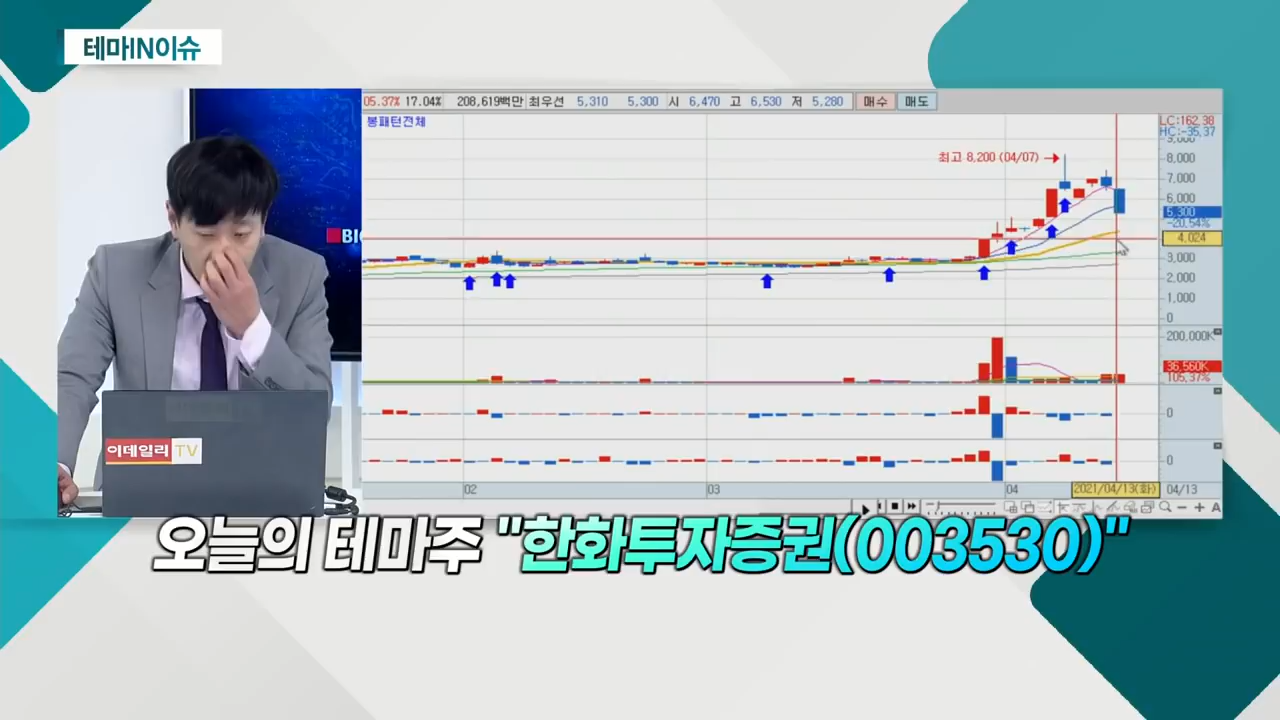 테마IN이슈
05.37% 17.04% 208,619백만 최우선 5,310 5,300 시 6,470 고 6,530 저 5,280 매수 매도
봉패턴전체
LC:162.38
HC:-35.37
최고 8,200 (04/07)
9,000
8,000
7,000
6,000
5,300
-20.54%
4,024
3,000
2,000
1,000
0
200,000K
36,560K
105.37%
0
0
02 03 04 2021/04/13(화) 04/13
A
이데일리 TV
오늘의 테마주 "한화투자증권(003530)"